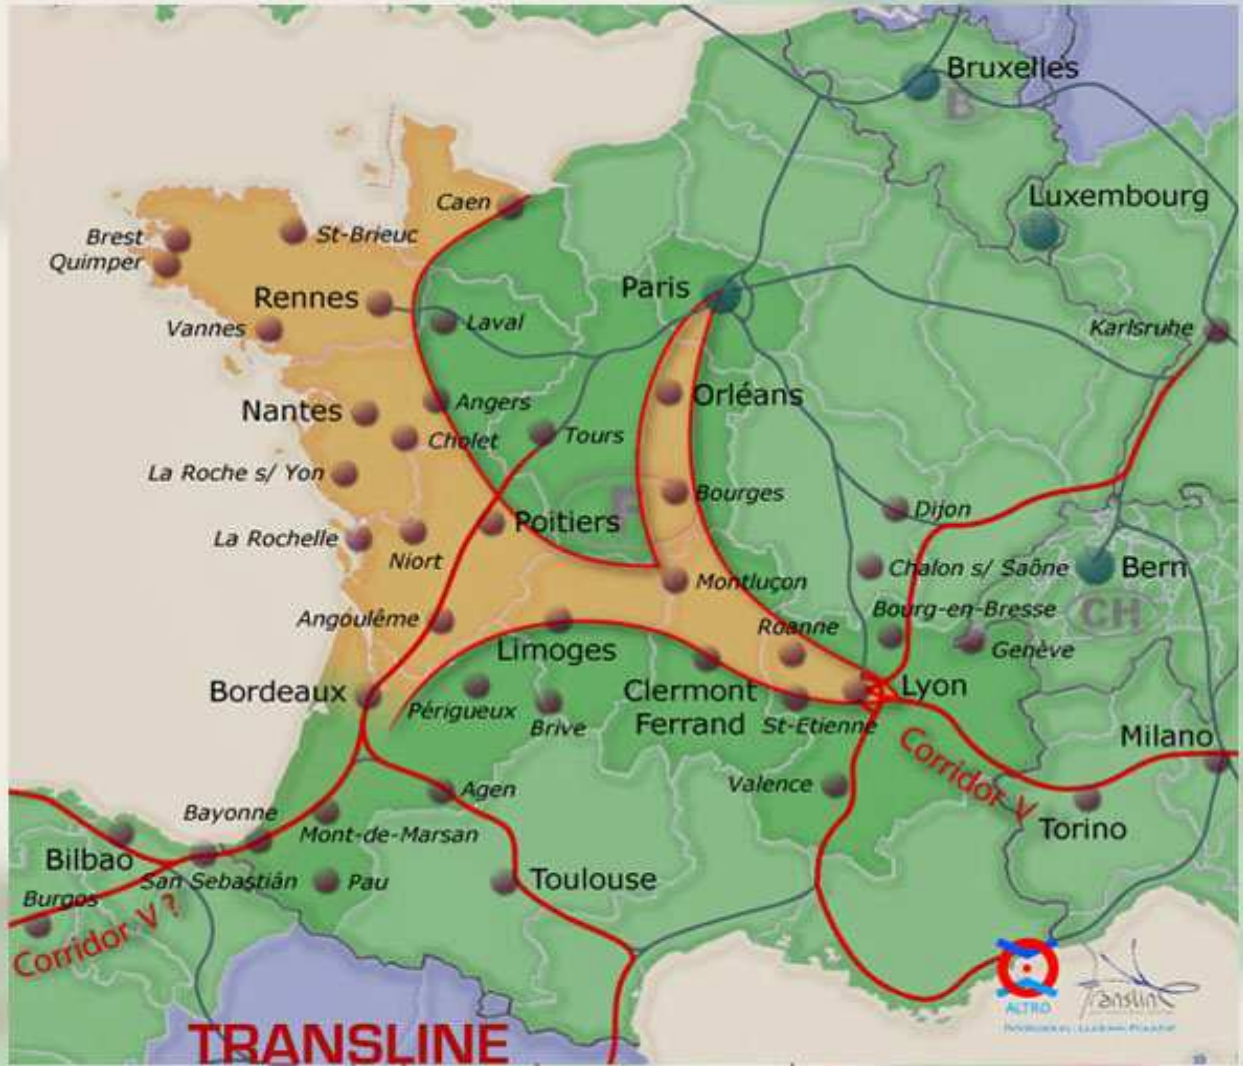 Bruxelles
B
Luxembourg
Caen
Brest
St-Brieuc
Quimper
Paris
Rennes
Laval
Vannes
Karlsruhe
Orléans
Nantes
Angers
Cholet
Tours
La Roche s/ Yon
Bourges
F
Dijon
Poitiers
La Rochelle
Niort
Chalon s/ Saône
Bern
Montluçon
CH
Bourg-en-Bresse
Angoulême
Roanne
Limoges
Genève
Bordeaux
Périgueux
Brive
Clermont
Ferrand
St-Etienne
Lyon
Corridor V
Milano
Valence
Agen
Bayonne
Mont-de-Marsan
Torino
Bilbao
San Sebastiân
Pau
Toulouse
Burgos
Corridor V ?
ALTRO
Transline
TRANSLINE